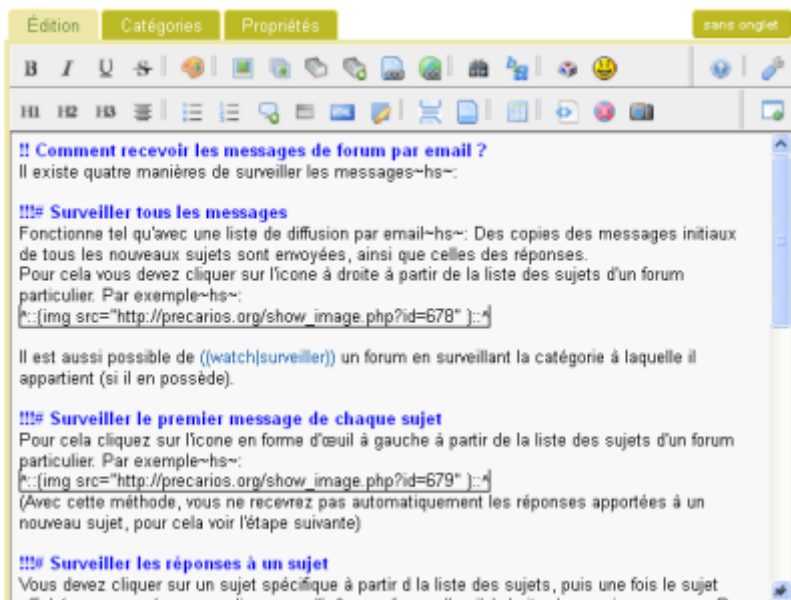 Édition Catégories Propriétés sans onglet
B I U S
H1 H2 H3 HTML
!! Comment recevoir les messages de forum par email ?
Il existe quatre manières de surveiller les messages~hs~:
!!!# Surveiller tous les messages
Fonctionne tel qu'avec une liste de diffusion par email~hs~: Des copies des messages initiaux
de tous les nouveaux sujets sont envoyées, ainsi que celles des réponses.
Pour cela vous devez cliquer sur l'icone à droite à partir de la liste des sujets d'un forum
particulier. Par exemple~hs~:
^::{img src="http://precarios.org/show_image.php?id=678" }::^
Il est aussi possible de ((watch|surveiller)) un forum en surveillant la catégorie à laquelle il
appartient (si il en possède).
!!!# Surveiller le premier message de chaque sujet
Pour cela cliquez sur l'icone en forme d'œuil à gauche à partir de la liste des sujets d'un forum
particulier. Par exemple~hs~:
^::{img src="http://precarios.org/show_image.php?id=679" }::^
(Avec cette méthode, vous ne recevrez pas automatiquement les réponses apportées à un
nouveau sujet, pour cela voir l'étape suivante)
!!!# Surveiller les réponses à un sujet
Vous devez cliquer sur un sujet spécifique à partir d la liste des sujets, puis une fois le sujet